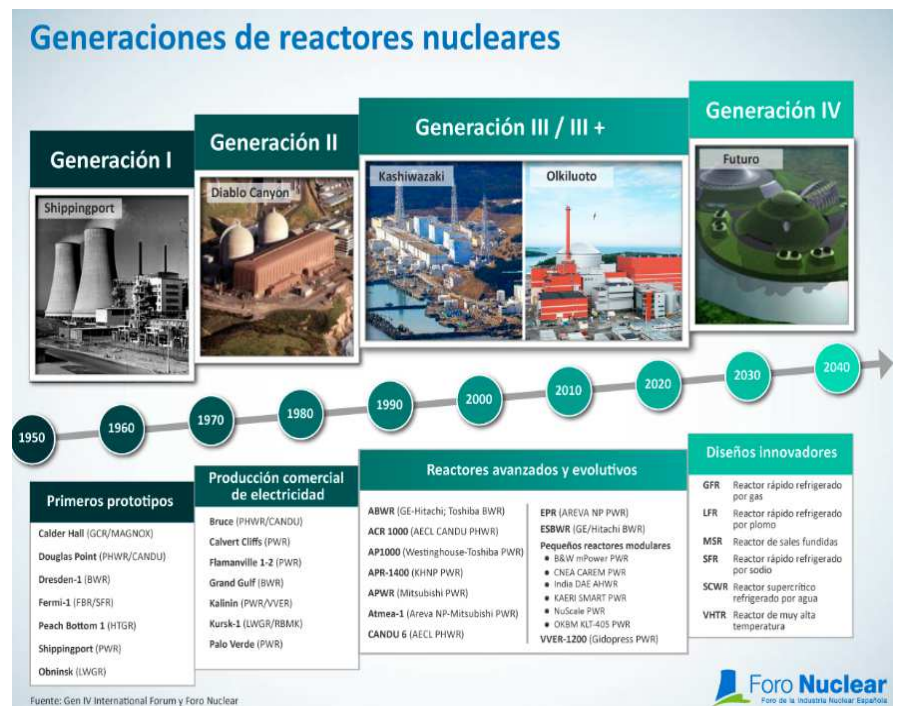 Generaciones de reactores nucleares
Generación I
Shippingport
Generación II
Diablo Canyon
Generación III / III +
Kashiwazaki
Olkiluoto
Generación IV
Futuro
1950
1960
1970
1980
1990
2000
2010
2020
2030
2040
Primeros prototipos
Calder Hall (GCR/MAGNOX)
Douglas Point (PHWR/CANDU)
Dresden-1 (BWR)
Fermi-1 (FBR/SFR)
Peach Bottom 1 (HTGR)
Shippingport (PWR)
Obninsk (LWGR)
Producción comercial
de electricidad
Bruce (PHWR/CANDU)
Calvert Cliffs (PWR)
Flamanville 1-2 (PWR)
Grand Gulf (BWR)
Kalinin (PWR/VVER)
Kursk-1 (LWGR/RBMK)
Palo Verde (PWR)
Reactores avanzados y evolutivos
ABWR (GE-Hitachi; Toshiba BWR)
ACR 1000 (AECL CANDU PHWR)
AP1000 (Westinghouse-Toshiba PWR)
APR-1400 (KHNP PWR)
APWR (Mitsubishi PWR)
Atmea-1 (Areva NP-Mitsubishi PWR)
CANDU 6 (AECL PHWR)
EPR (AREVA NP PWR)
ESBWR (GE/Hitachi BWR)
Pequeños reactores modulares
• B&W mPower PWR
• CNEA CAREM PWR
• India DAE AHWR
• KAERI SMART PWR
• NuScale PWR
• OKBM KLT-405 PWR
VVER-1200 (Gidopress PWR)
Diseños innovadores
GFR Reactor rápido refrigerado
por gas
LFR Reactor rápido refrigerado
por plomo
MSR Reactor de sales fundidas
SFR Reactor rápido refrigerado
por sodio
SCWR Reactor supercrítico
refrigerado por agua
VHTR Reactor de muy alta
temperatura
Fuente: Gen IV International Forum y Foro Nuclear
Foro Nuclear
Foro de la Industria Nuclear Española